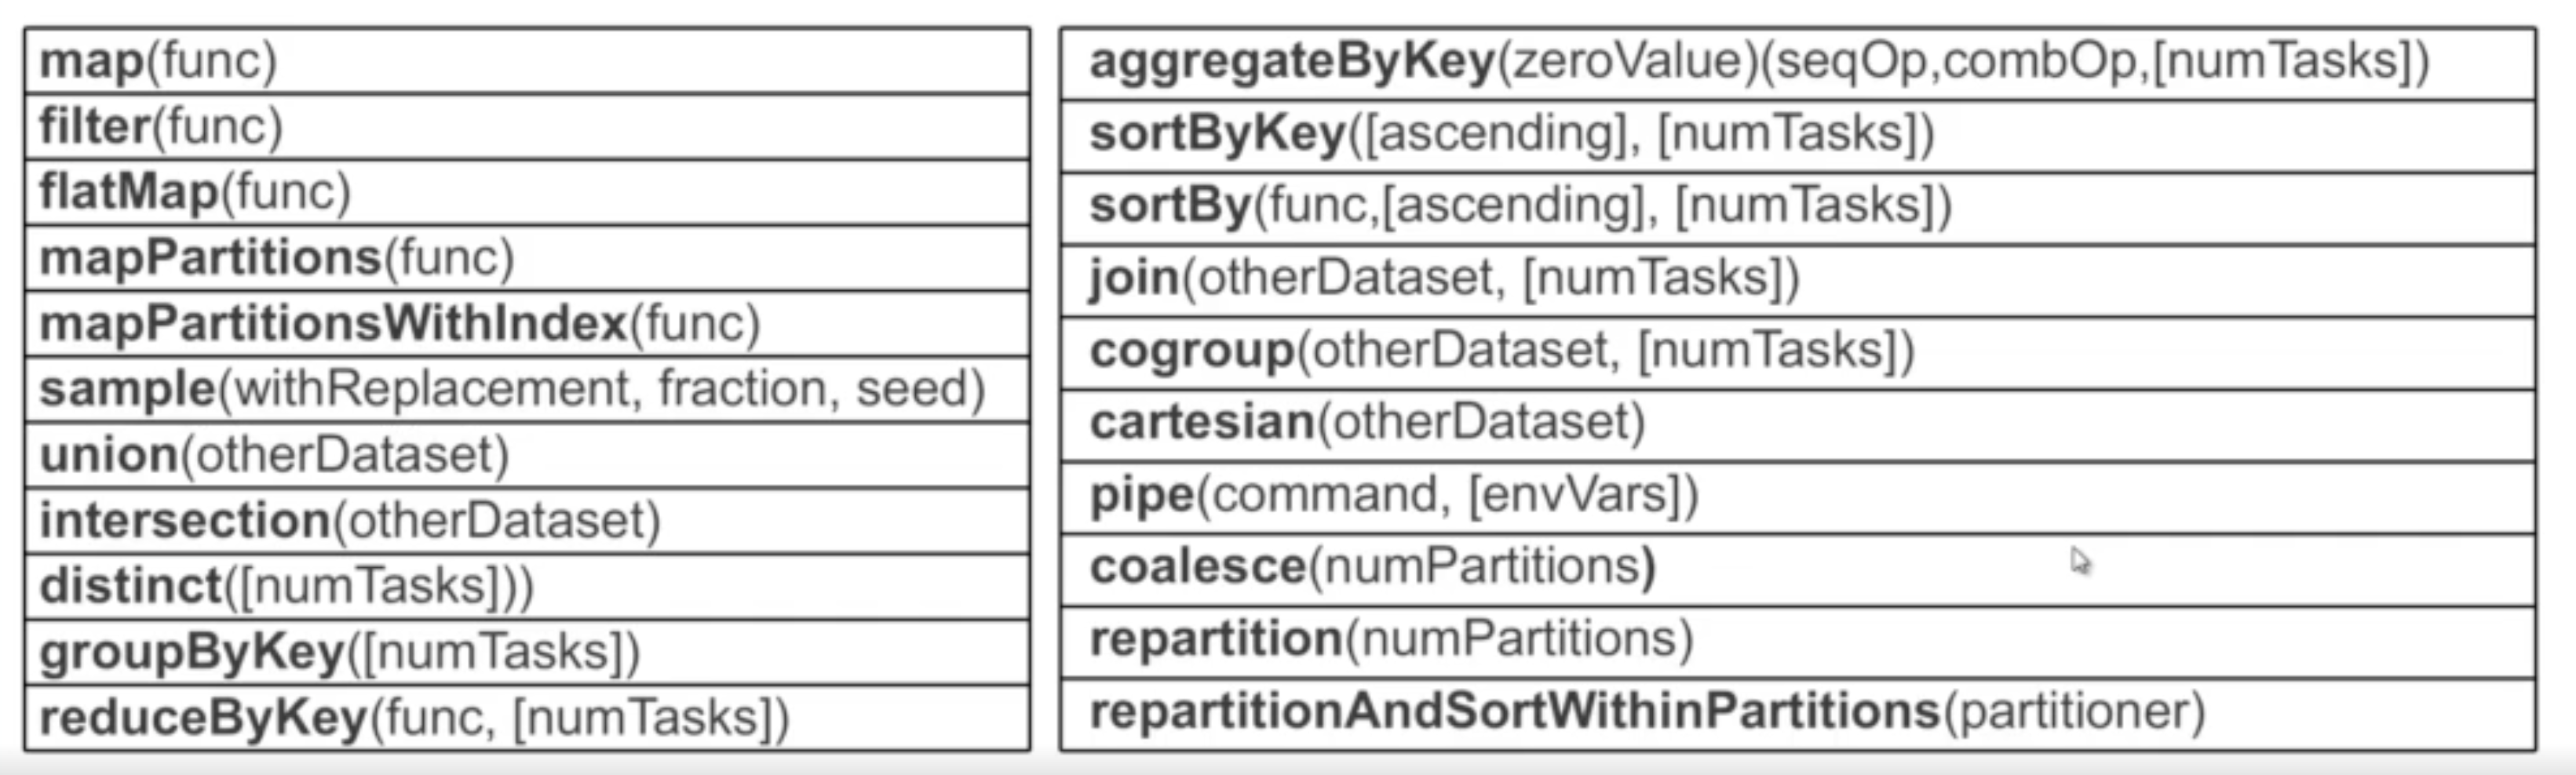 map(func)
filter(func)
flatMap(func)
mapPartitions(func)
mapPartitionsWithIndex(func)
sample(withReplacement, fraction, seed)
union(otherDataset)
intersection(otherDataset)
distinct([numTasks]))
groupByKey([numTasks])
reduceByKey(func, [numTasks])
aggregateByKey(zeroValue)(seqOp,combOp,[numTasks])
sortByKey([ascending], [numTasks])
sortBy(func,[ascending], [numTasks])
join(otherDataset, [numTasks])
cogroup(otherDataset, [numTasks])
cartesian(otherDataset)
pipe(command, [envVars])
coalesce(numPartitions)
repartition(numPartitions)
repartitionAndSortWithinPartitions(partitioner)